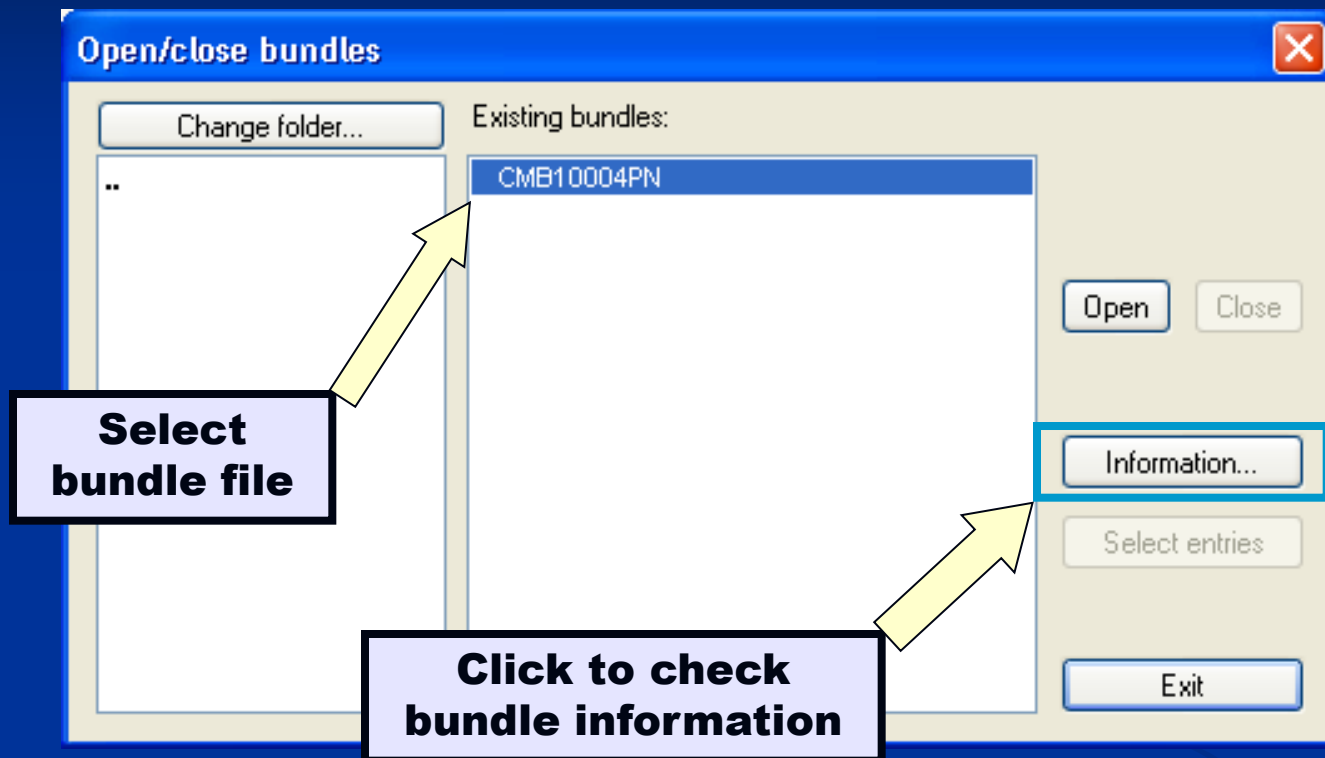 Open/close bundles
Change folder...
Existing bundles:
..
CMB10004PN
Open
Close
Select
bundle file
Information...
Select entries
Click to check
bundle information
Exit